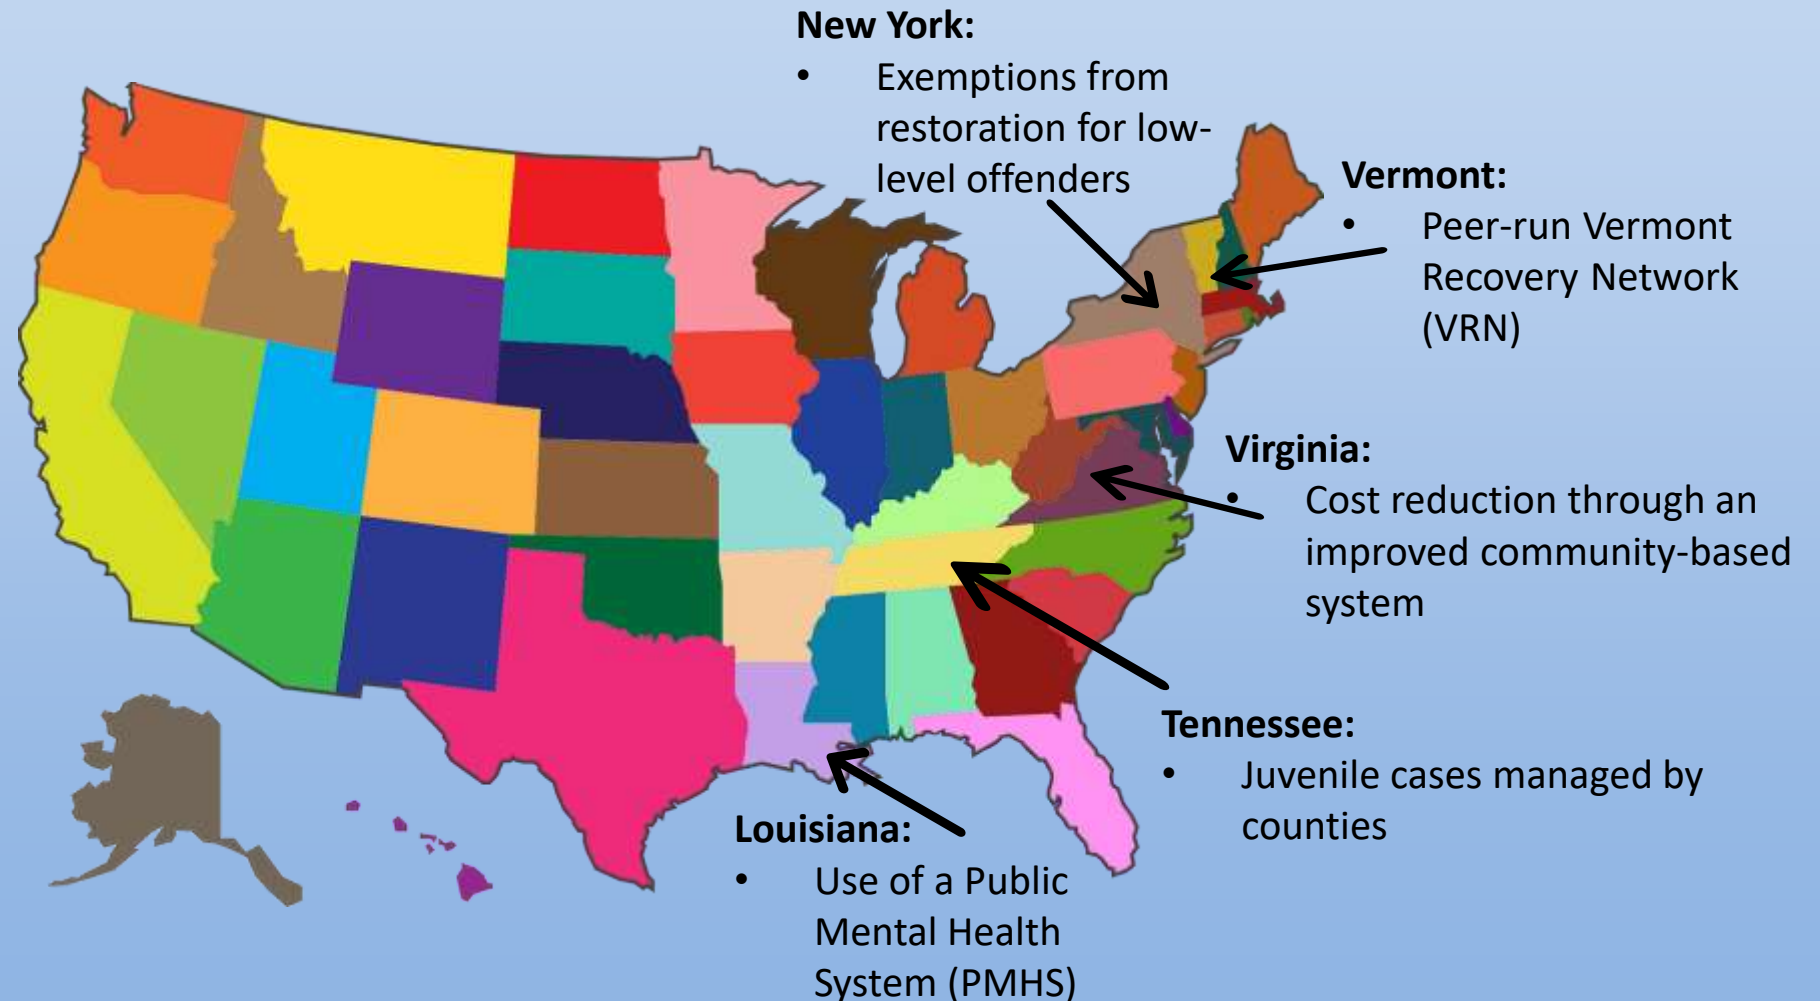 New York:
• Exemptions from
restoration for low-
level offenders
Vermont:
• Peer-run Vermont
Recovery Network
(VRN)
Virginia:
• Cost reduction through an
improved community-based
system
Tennessee:
• Juvenile cases managed by
counties
Louisiana:
• Use of a Public
Mental Health
System (PMHS)